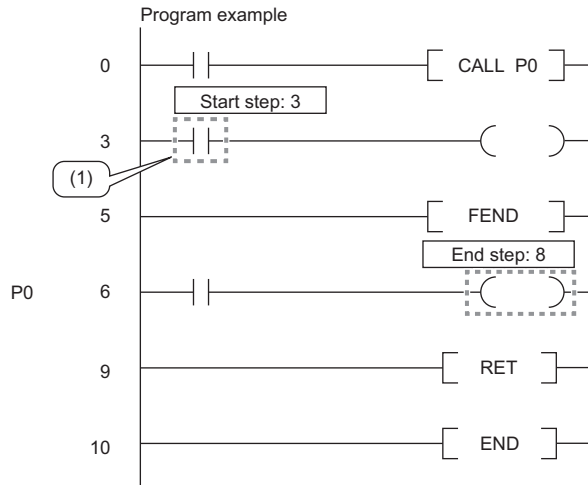 Program example
0 CALL P0
Start step: 3
3
(1)
5 FEND
End step: 8
P0 6
9 RET
10 END